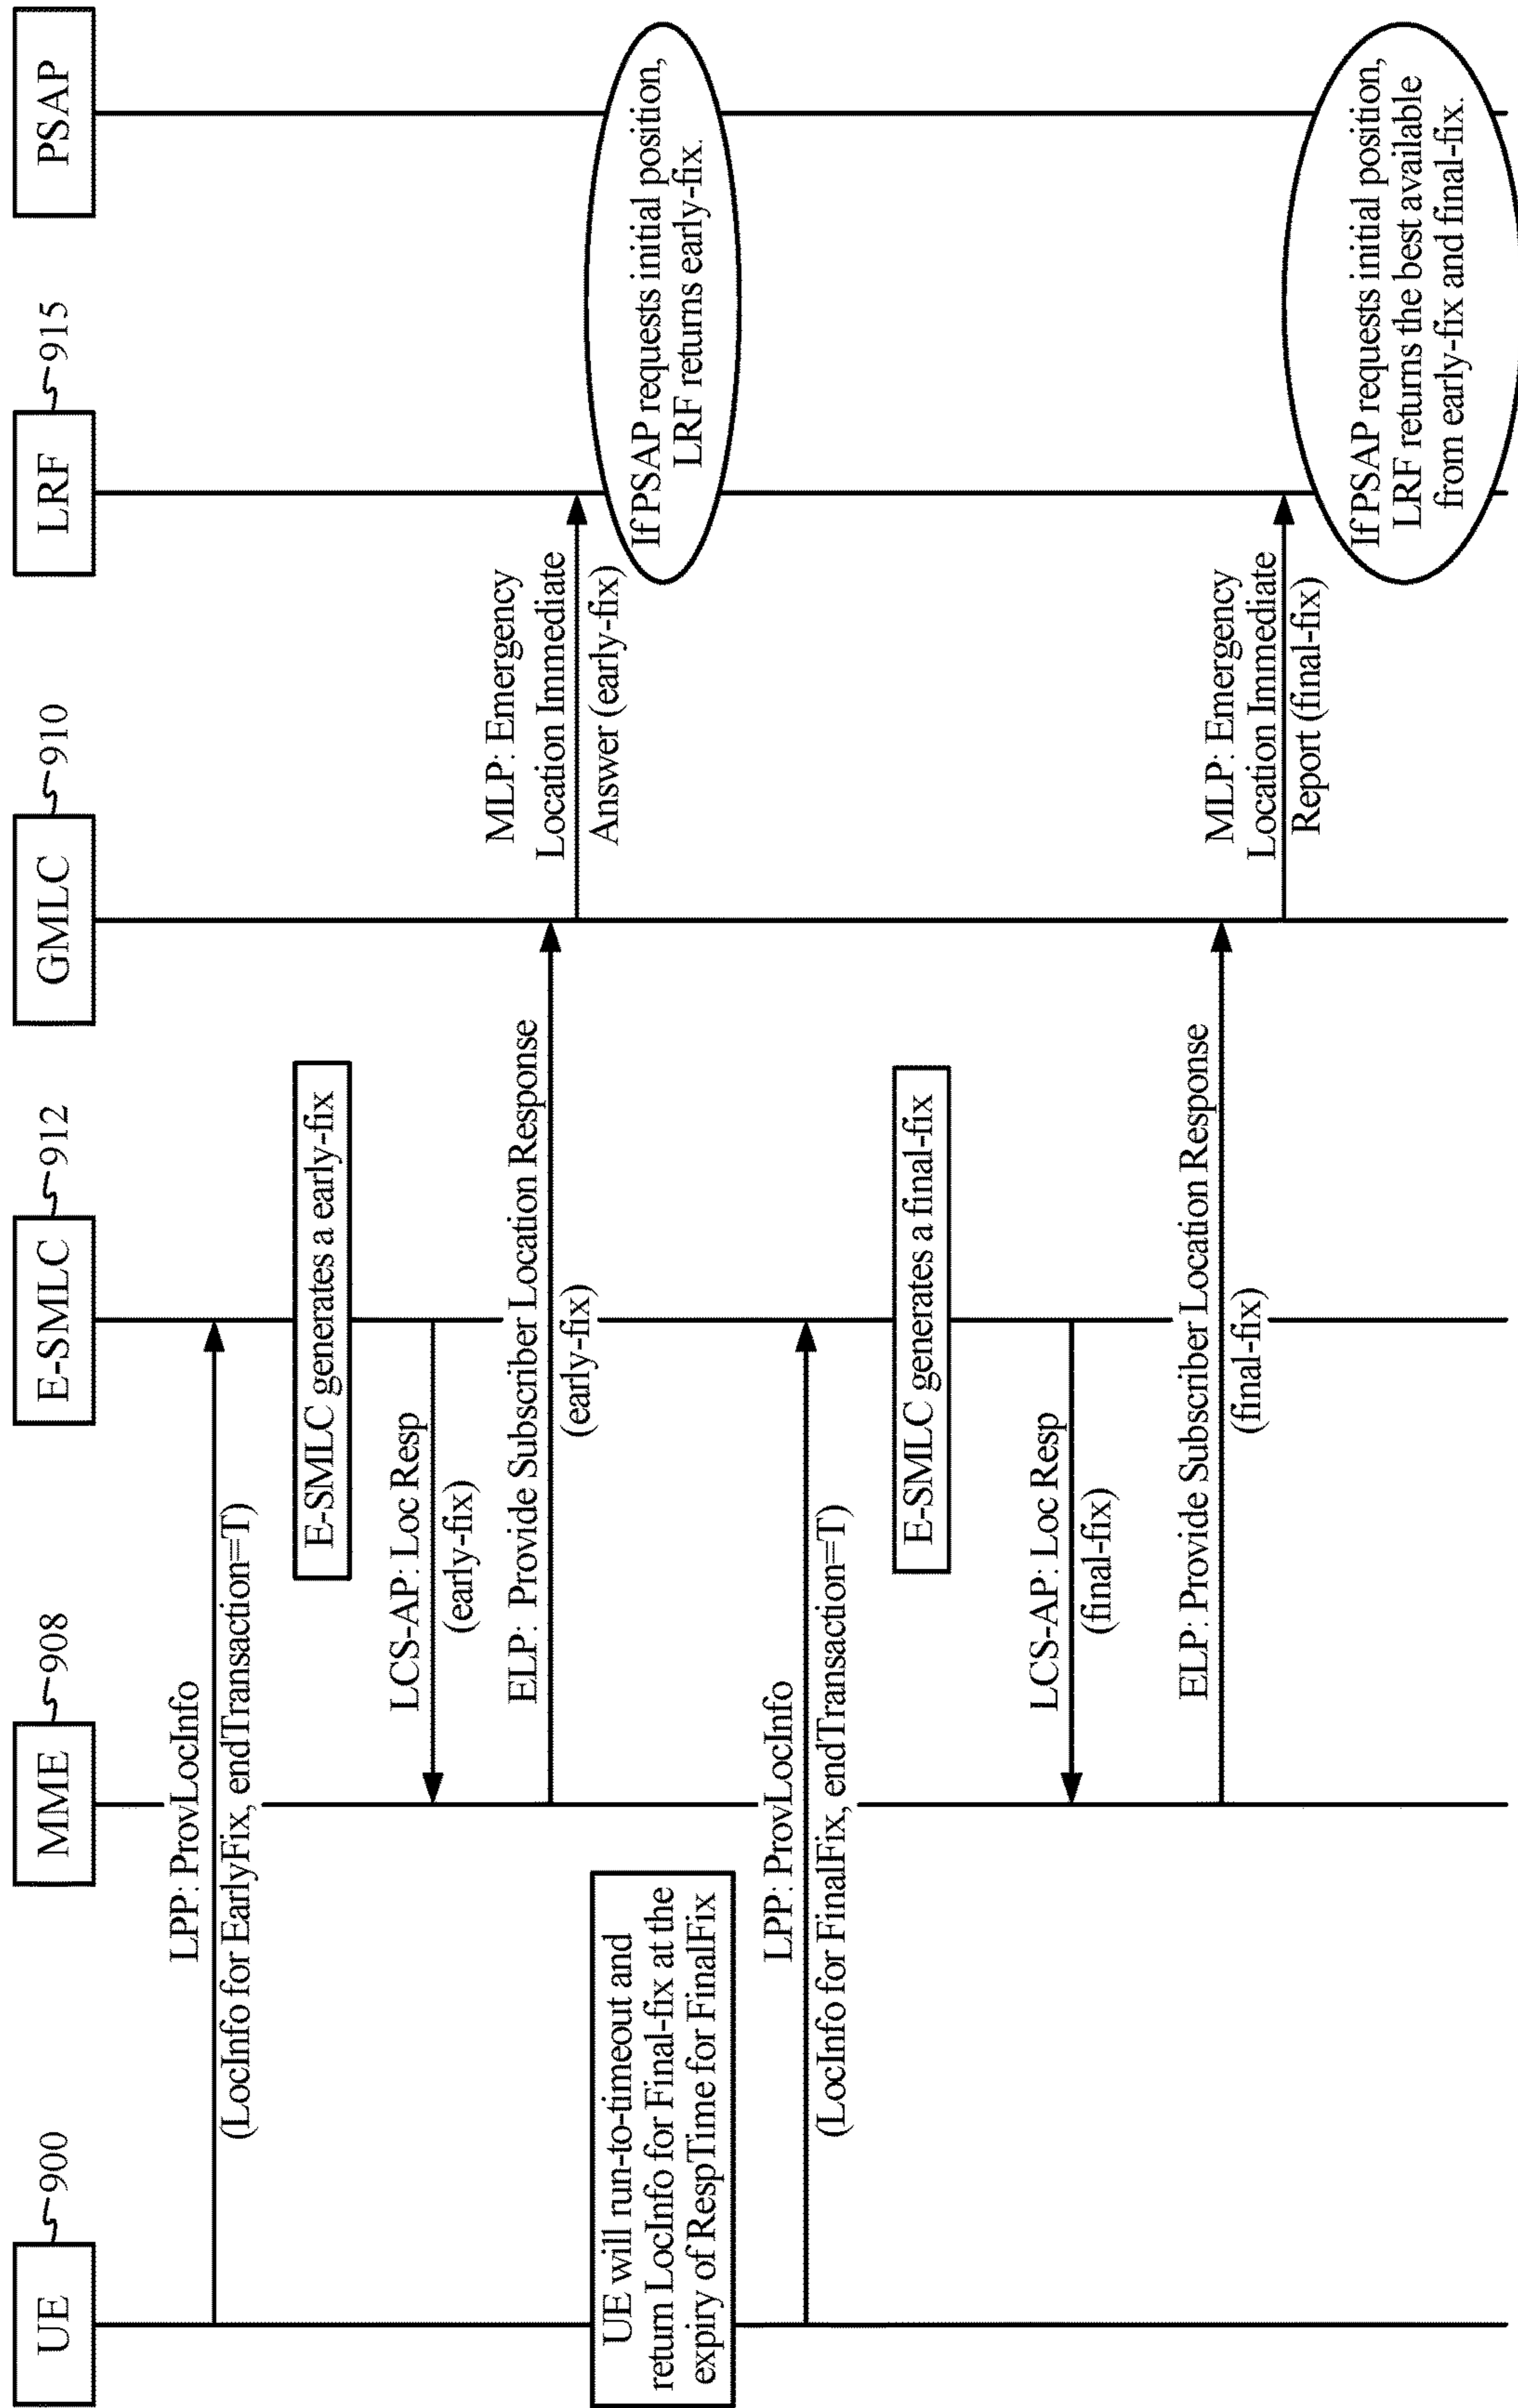 UE
900
MME
908
E-SMLC
912
GMLC
910
LRF
915
PSAP
LPP: ProvLocInfo
(LocInfo for EarlyFix, endTransaction=T)
E-SMLC generates a early-fix
LCS-AP: Loc Resp
(early-fix)
ELP: Provide Subscriber Location Response
(early-fix)
MLP: Emergency
Location Immediate
Answer (early-fix)
If PSAP requests initial position,
LRF returns early-fix.
UE will run-to-timeout and
return LocInfo for Final-fix at the
expiry of RespTime for FinalFix
LPP: ProvLocInfo
(LocInfo for FinalFix, endTransaction=T)
E-SMLC generates a final-fix
LCS-AP: Loc Resp
(final-fix)
ELP: Provide Subscriber Location Response
(final-fix)
MLP: Emergency
Location Immediate
Report (final-fix)
If PSAP requests initial position,
LRF returns the best available
from early-fix and final-fix.